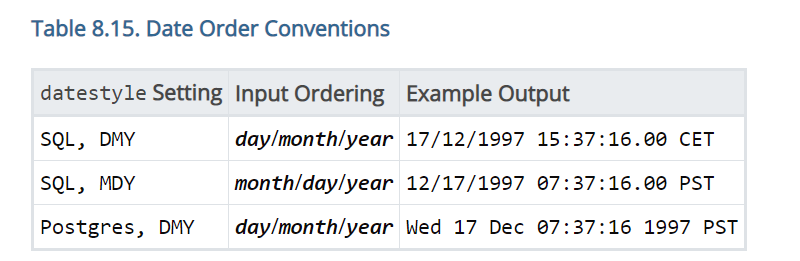 Table 8.15. Date Order Conventions
datestyle Setting Input Ordering Example Output
SQL, DMY day/month/year 17/12/1997 15:37:16.00 CET
SQL, MDY month/day/year 12/17/1997 07:37:16.00 PST
Postgres, DMY day/month/year Wed 17 Dec 07:37:16 1997 PST